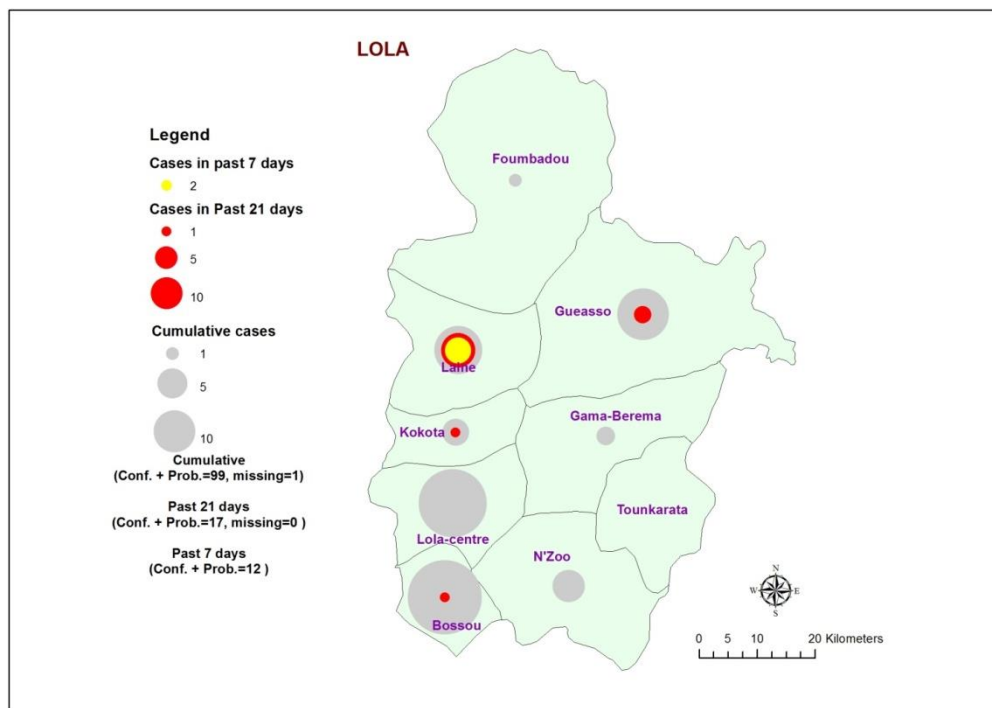 LOLA
Legend
Cases in past 7 days
2
Cases in Past 21 days
1
5
10
Cumulative cases
1
5
10
Cumulative
(Conf. + Prob.=99, missing=1)
Past 21 days
(Conf. + Prob.=17, missing=0 )
Past 7 days
(Conf. + Prob.=12 )
Foumbadou
Gueasso
Laine
Gama-Berema
Kokota
Tounkarata
Lola-centre
N'Zoo
Bossou
N
W E
S
0 5 10 20 Kilometers